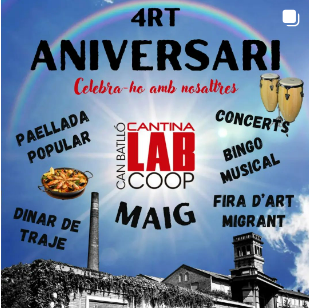 4RT
ANIVERSARI
Celebra-ho amb nosaltres
PAELLADA
POPULAR
DINAR DE
TRAJE
CAN BATLLÓ
CANTINA
LAB
COOP
MAIG
CONCERTS,
BINGO
MUSICAL
FIRA D'ART
MIGRANT